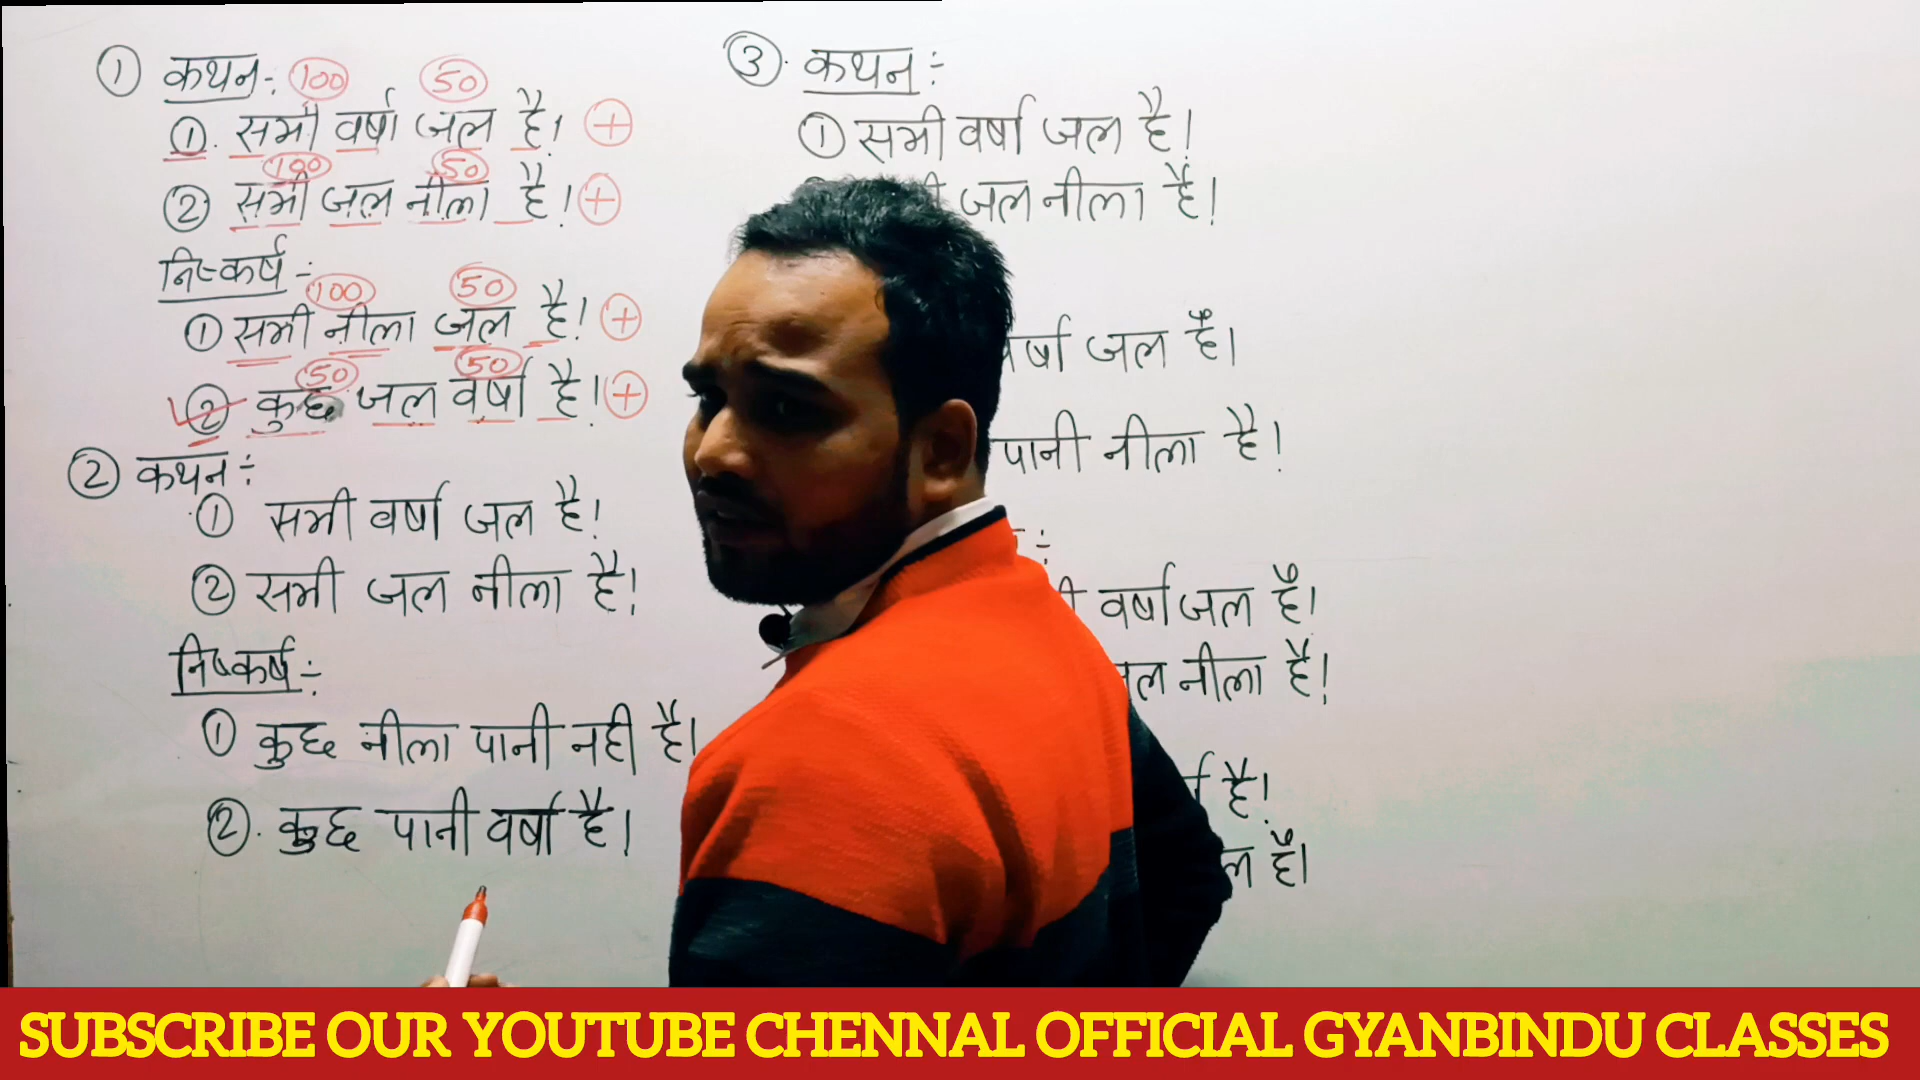 ① कथन:- 100 50
①. सभी वर्षा जल है। +
100 50
② सभी जल नीला है। +
निष्कर्ष :-
100 50
① सभी नीला जल है। +
50 50
② कुछ जल वर्षा है। +
② कथन :-
① सभी वर्षा जल है।
② सभी जल नीला है।
निष्कर्ष :-
① कुछ नीला पानी नही है।
②. कुछ पानी वर्षा है।
③. कथन :-
① सभी वर्षा जल है।
जल नीला है।
वर्षा जल है।
पानी नीला है।
:-
वर्षा जल है।
जल नीला है।
है।
है।
SUBSCRIBE OUR YOUTUBE CHENNAL OFFICIAL GYANBINDU CLASSES